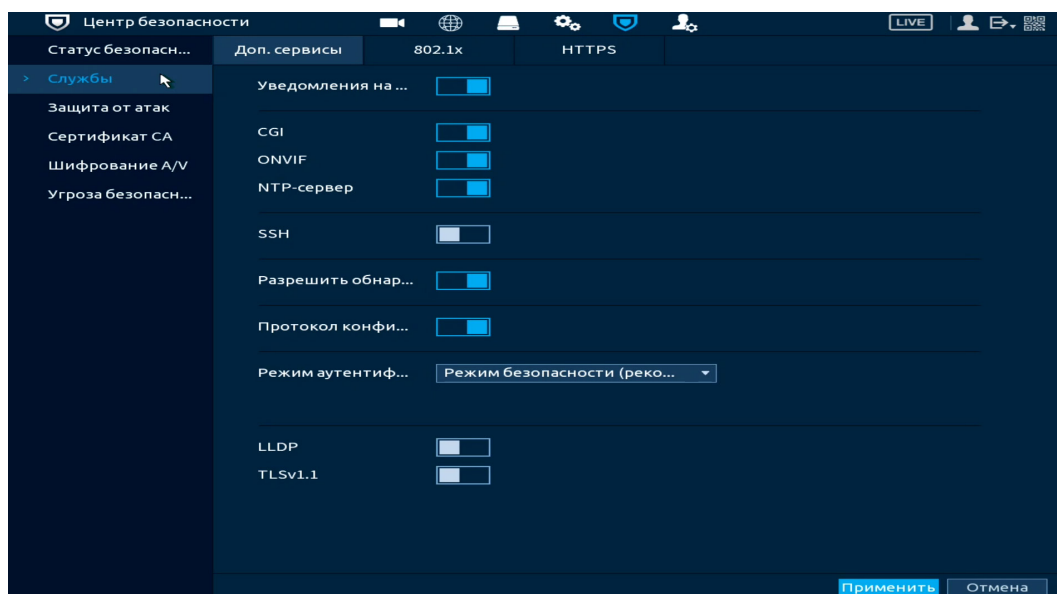 Центр безопасности
LIVE
Статус безопасн...
Службы
Защита от атак
Сертификат CA
Шифрование A/V
Угроза безопасн...
Доп. сервисы 802.1x HTTPS
Уведомления на ...
CGI
ONVIF
NTP-сервер
SSH
Разрешить обнар...
Протокол конфи...
Режим аутентиф... Режим безопасности (реко...
LLDP
TLSv1.1
Применить Отмена